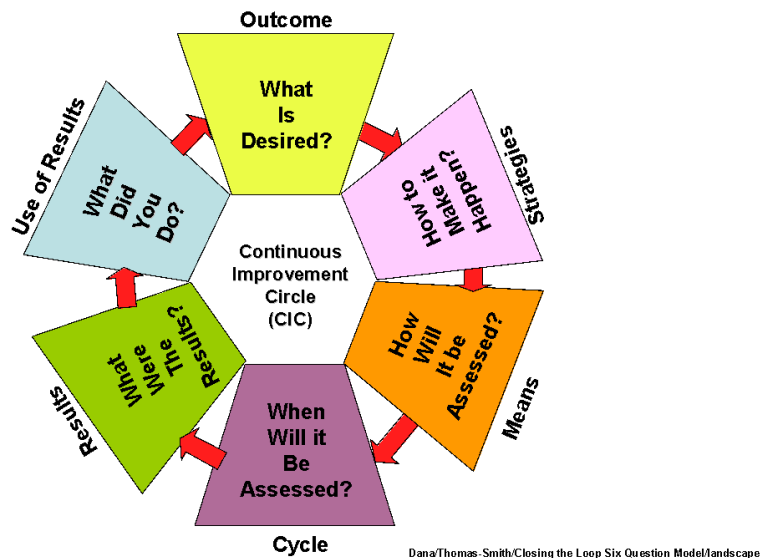 Outcome
What
Is
Desired?
Strategies
How to
Make it
Happen?
How
Will
It be
Assessed?
Means
When
Will it
Be
Assessed?
Cycle
What
Were
The
Results?
Results
What
Did
You
Do?
Use of Results
Continuous
Improvement
Circle
(CIC)
Dana/Thomas-Smith/Closing the Loop Six Question Model/landscape